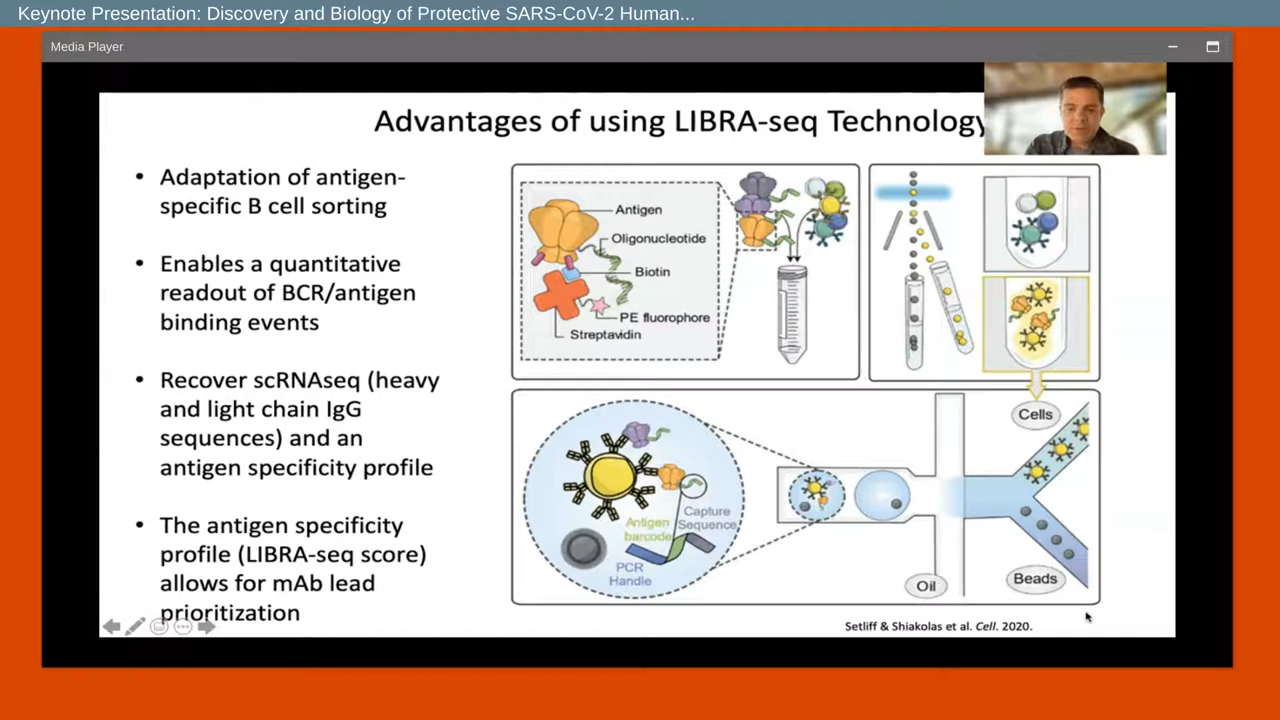 Keynote Presentation: Discovery and Biology of Protective SARS-CoV-2 Human...
Media Player
Advantages of using LIBRA-seq Technology
• Adaptation of antigen-
specific B cell sorting
• Enables a quantitative
readout of BCR/antigen
binding events
• Recover scRNAseq (heavy
and light chain IgG
sequences) and an
antigen specificity profile
• The antigen specificity
profile (LIBRA-seq score)
allows for mAb lead
prioritization
Antigen
Oligonucleotide
Biotin
PE fluorophore
Streptavidin
Cells
Capture
Sequence
Antigen
barcode
PCR
Handle
Oil
Beads
Setliff & Shiakolas et al. Cell. 2020.